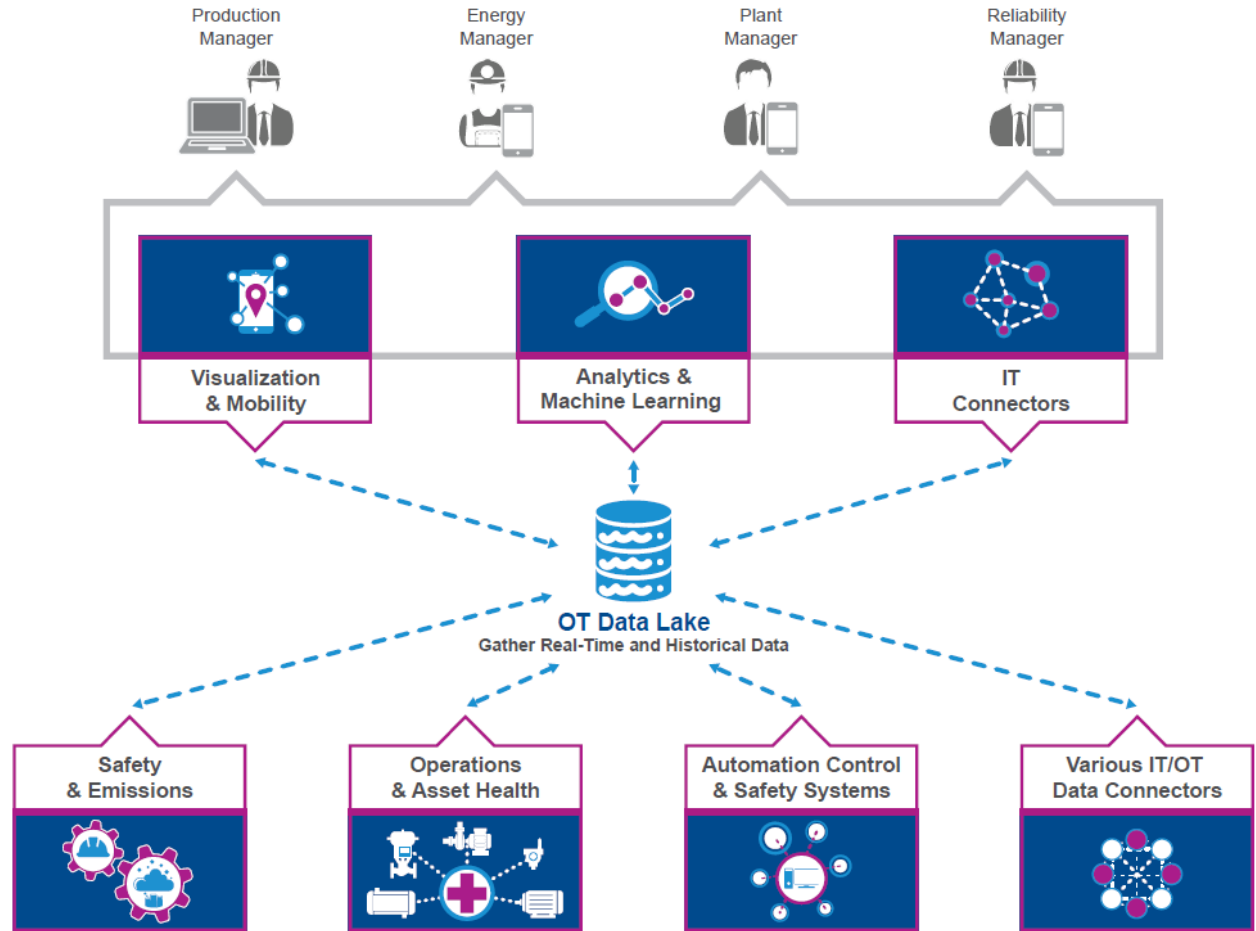 Production
Manager
Energy
Manager
Plant
Manager
Reliability
Manager
Visualization
& Mobility
Analytics &
Machine Learning
IT
Connectors
OT Data Lake
Gather Real-Time and Historical Data
Safety
& Emissions
Operations
& Asset Health
Automation Control
& Safety Systems
Various IT/OT
Data Connectors